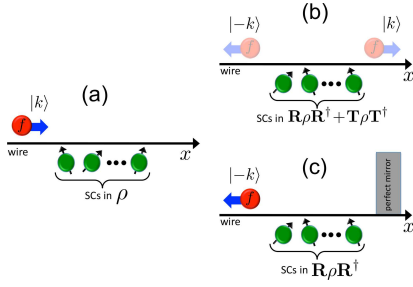 (a)
|k⟩
f
wire
x
SCs in ρ
(b)
|−k⟩
|k⟩
f
f
wire
x
SCs in RρR† + TρT†
(c)
|−k⟩
f
wire
x
perfect mirror
SCs in RρR†